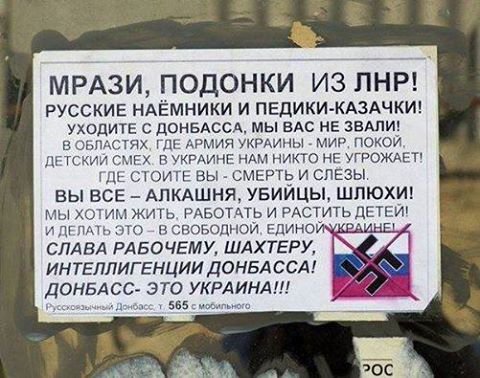 МРАЗИ, ПОДОНКИ ИЗ ЛНР!
РУССКИЕ НАЁМНИКИ И ПЕДИКИ-КАЗАЧКИ!
УХОДИТЕ С ДОНБАССА, МЫ ВАС НЕ ЗВАЛИ!
В ОБЛАСТЯХ, ГДЕ АРМИЯ УКРАИНЫ - МИР, ПОКОЙ,
ДЕТСКИЙ СМЕХ. В УКРАИНЕ НАМ НИКТО НЕ УГРОЖАЕТ!
ГДЕ СТОИТЕ ВЫ - СМЕРТЬ И СЛЁЗЫ.
ВЫ ВСЕ – АЛКАШНЯ, УБИЙЦЫ, ШЛЮХИ!
МЫ ХОТИМ ЖИТЬ, РАБОТАТЬ И РАСТИТЬ ДЕТЕЙ!
И ДЕЛАТЬ ЭТО – В СВОБОДНОЙ, ЕДИНОЙ УКРАИНЕ!
СЛАВА РАБОЧЕМУ, ШАХТЕРУ,
ИНТЕЛЛИГЕНЦИИ ДОНБАССА!
ДОНБАСС- ЭТО УКРАИНА!!!
Русскоязычный Донбасс, т. 565 с мобильного
РОС